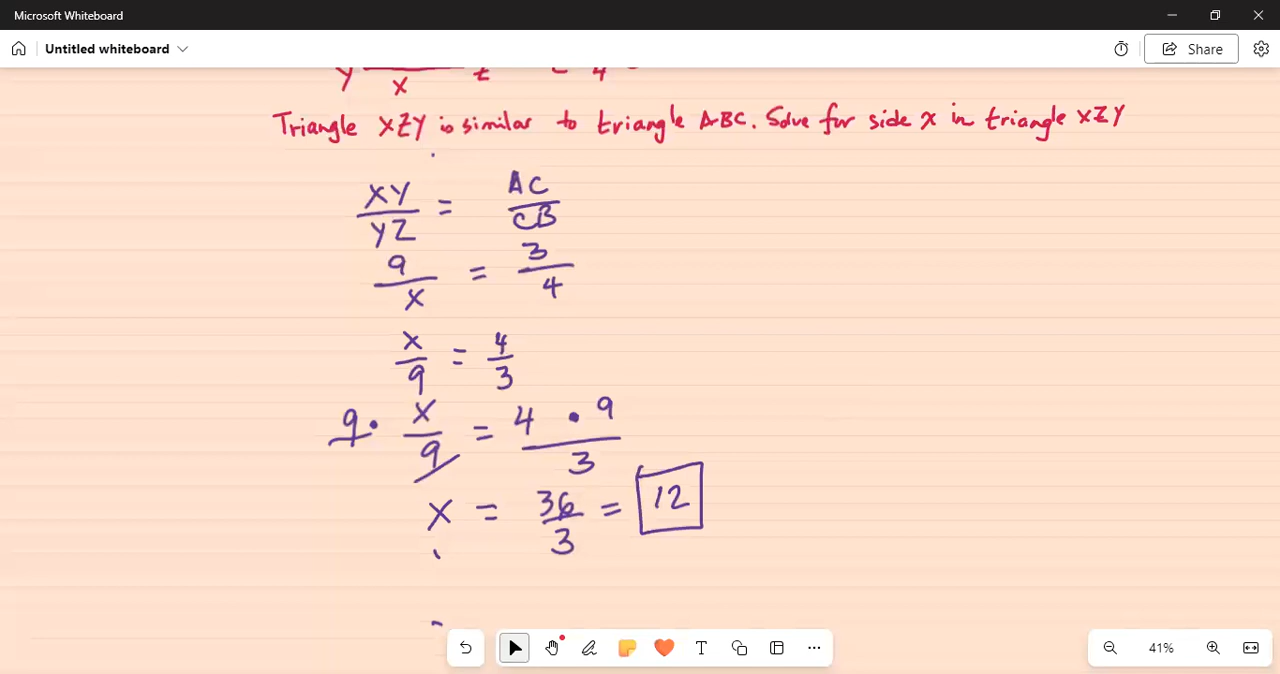 Microsoft Whiteboard
Untitled whiteboard
Share
Y x z C 4
Triangle XZY is similar to triangle ABC. Solve for side x in triangle XZY
XY/YZ = AC/CB
9/x = 3/4
x/9 = 4/3
9 · x/9 = 4 · 9/3
x = 36/3 = 12
41%